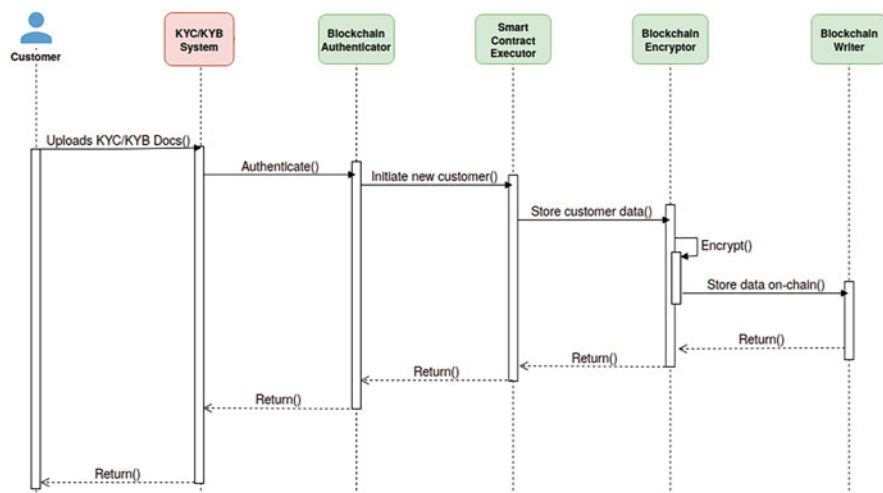 Customer
KYC/KYB
System
Blockchain
Authenticator
Smart
Contract
Executor
Blockchain
Encryptor
Blockchain
Writer
Uploads KYC/KYB Docs()
Authenticate()
Initiate new customer()
Store customer data()
Encrypt()
Store data on-chain()
Return()
Return()
Return()
Return()
Return()